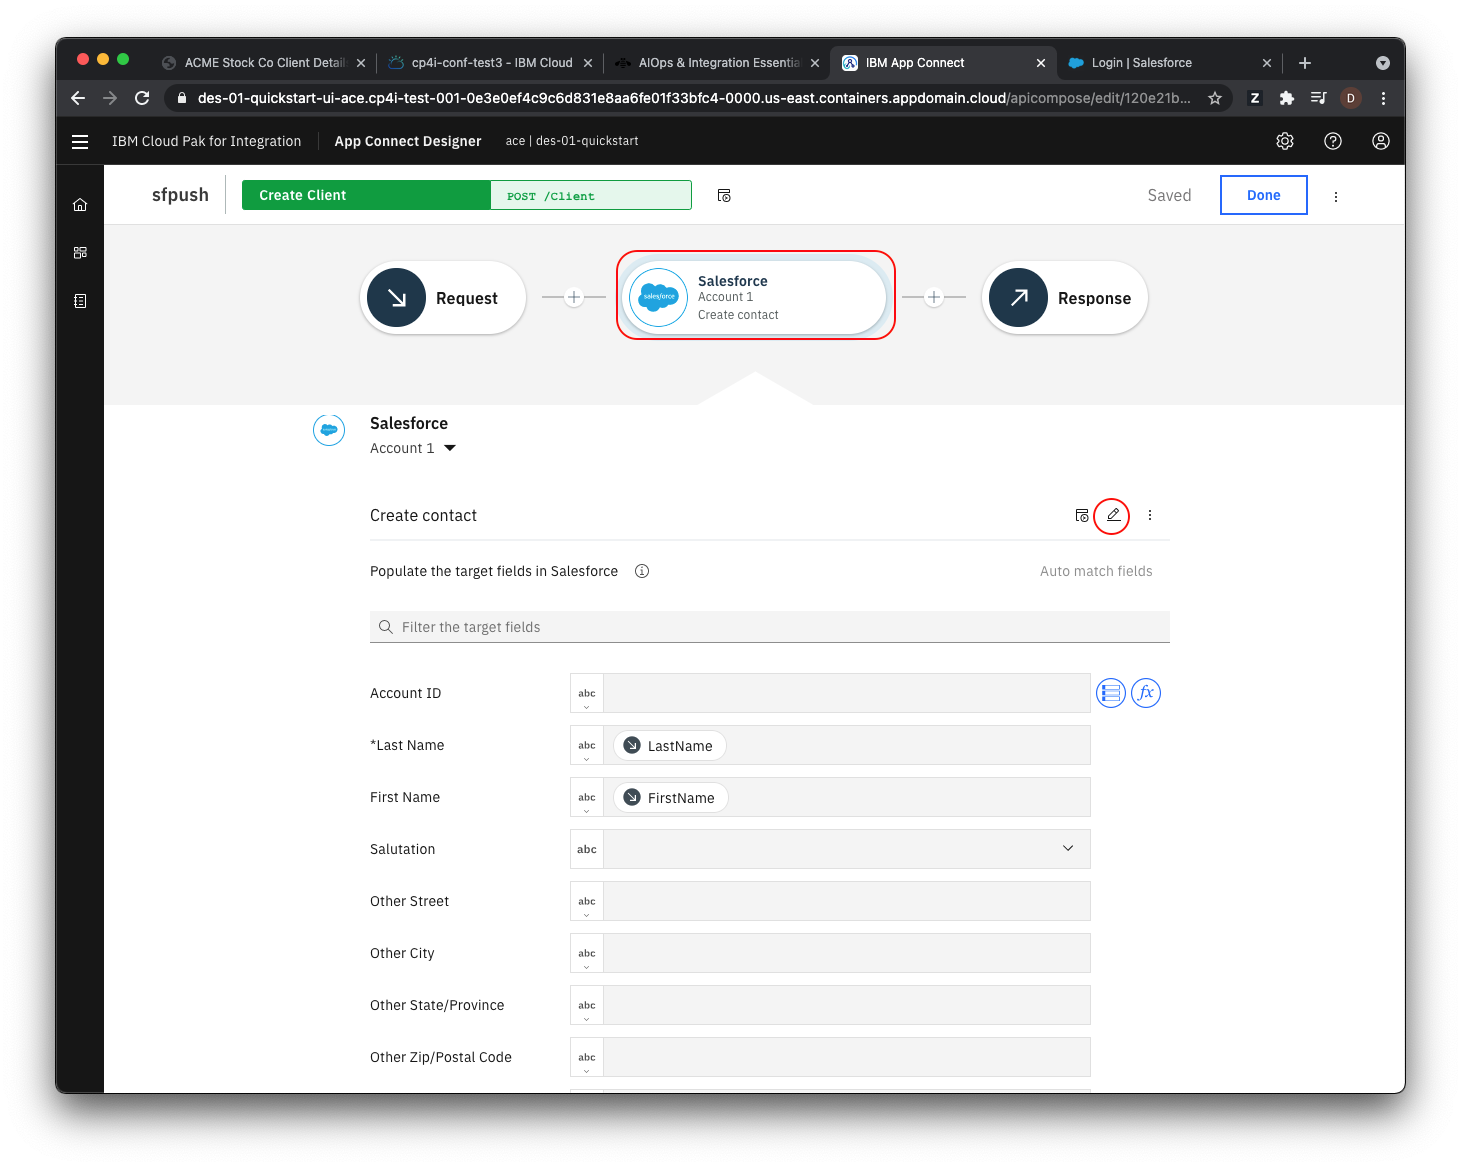 ACME Stock Co Client Detail
cp4i-conf-test3 - IBM Cloud
AIOps & Integration Essentia
IBM App Connect
Login | Salesforce
des-01-quickstart-ui-ace.cp4i-test-001-0e3e0ef4c9c6d831e8aa6fe01f33bfc4-0000.us-east.containers.appdomain.cloud/apicompose/edit/120e21b...
Z
D
IBM Cloud Pak for Integration
App Connect Designer
ace | des-01-quickstart
sfpush
Create Client
POST /Client
Saved
Done
Request
salesforce
Salesforce
Account 1
Create contact
Response
Salesforce
Account 1
Create contact
Populate the target fields in Salesforce
Auto match fields
Filter the target fields
Account ID
abc
fx
*Last Name
abc
LastName
First Name
abc
FirstName
Salutation
abc
Other Street
abc
Other City
abc
Other State/Province
abc
Other Zip/Postal Code
abc